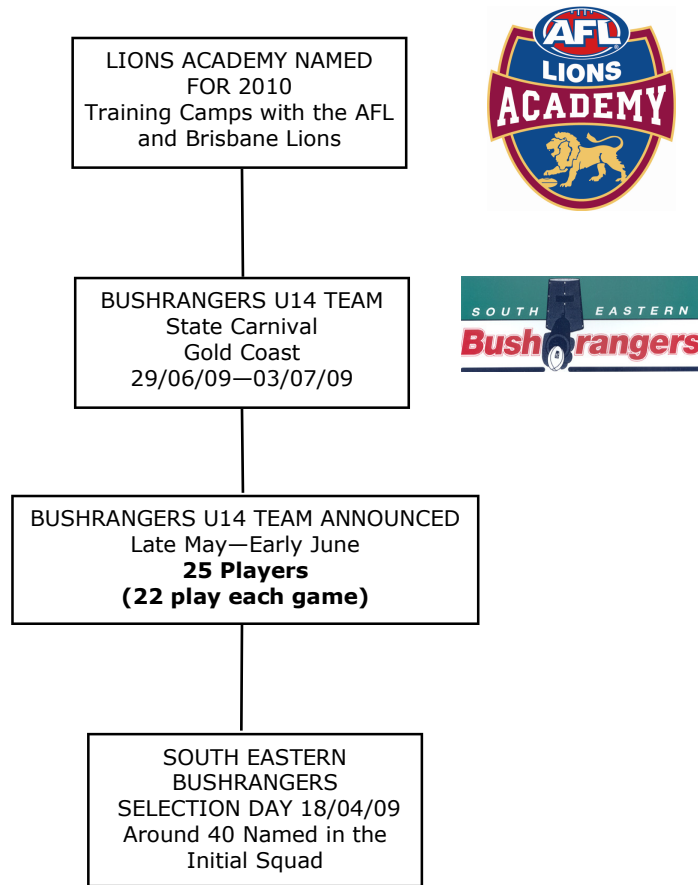 LIONS ACADEMY NAMED
FOR 2010
Training Camps with the AFL
and Brisbane Lions
AFL
LIONS
ACADEMY
BUSHRANGERS U14 TEAM
State Carnival
Gold Coast
29/06/09—03/07/09
SOUTH EASTERN
Bushrangers
BUSHRANGERS U14 TEAM ANNOUNCED
Late May—Early June
25 Players
(22 play each game)
SOUTH EASTERN
BUSHRANGERS
SELECTION DAY 18/04/09
Around 40 Named in the
Initial Squad